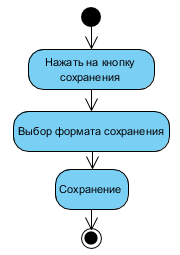 Нажать на кнопку
сохранения
Выбор формата сохранения
Сохранение